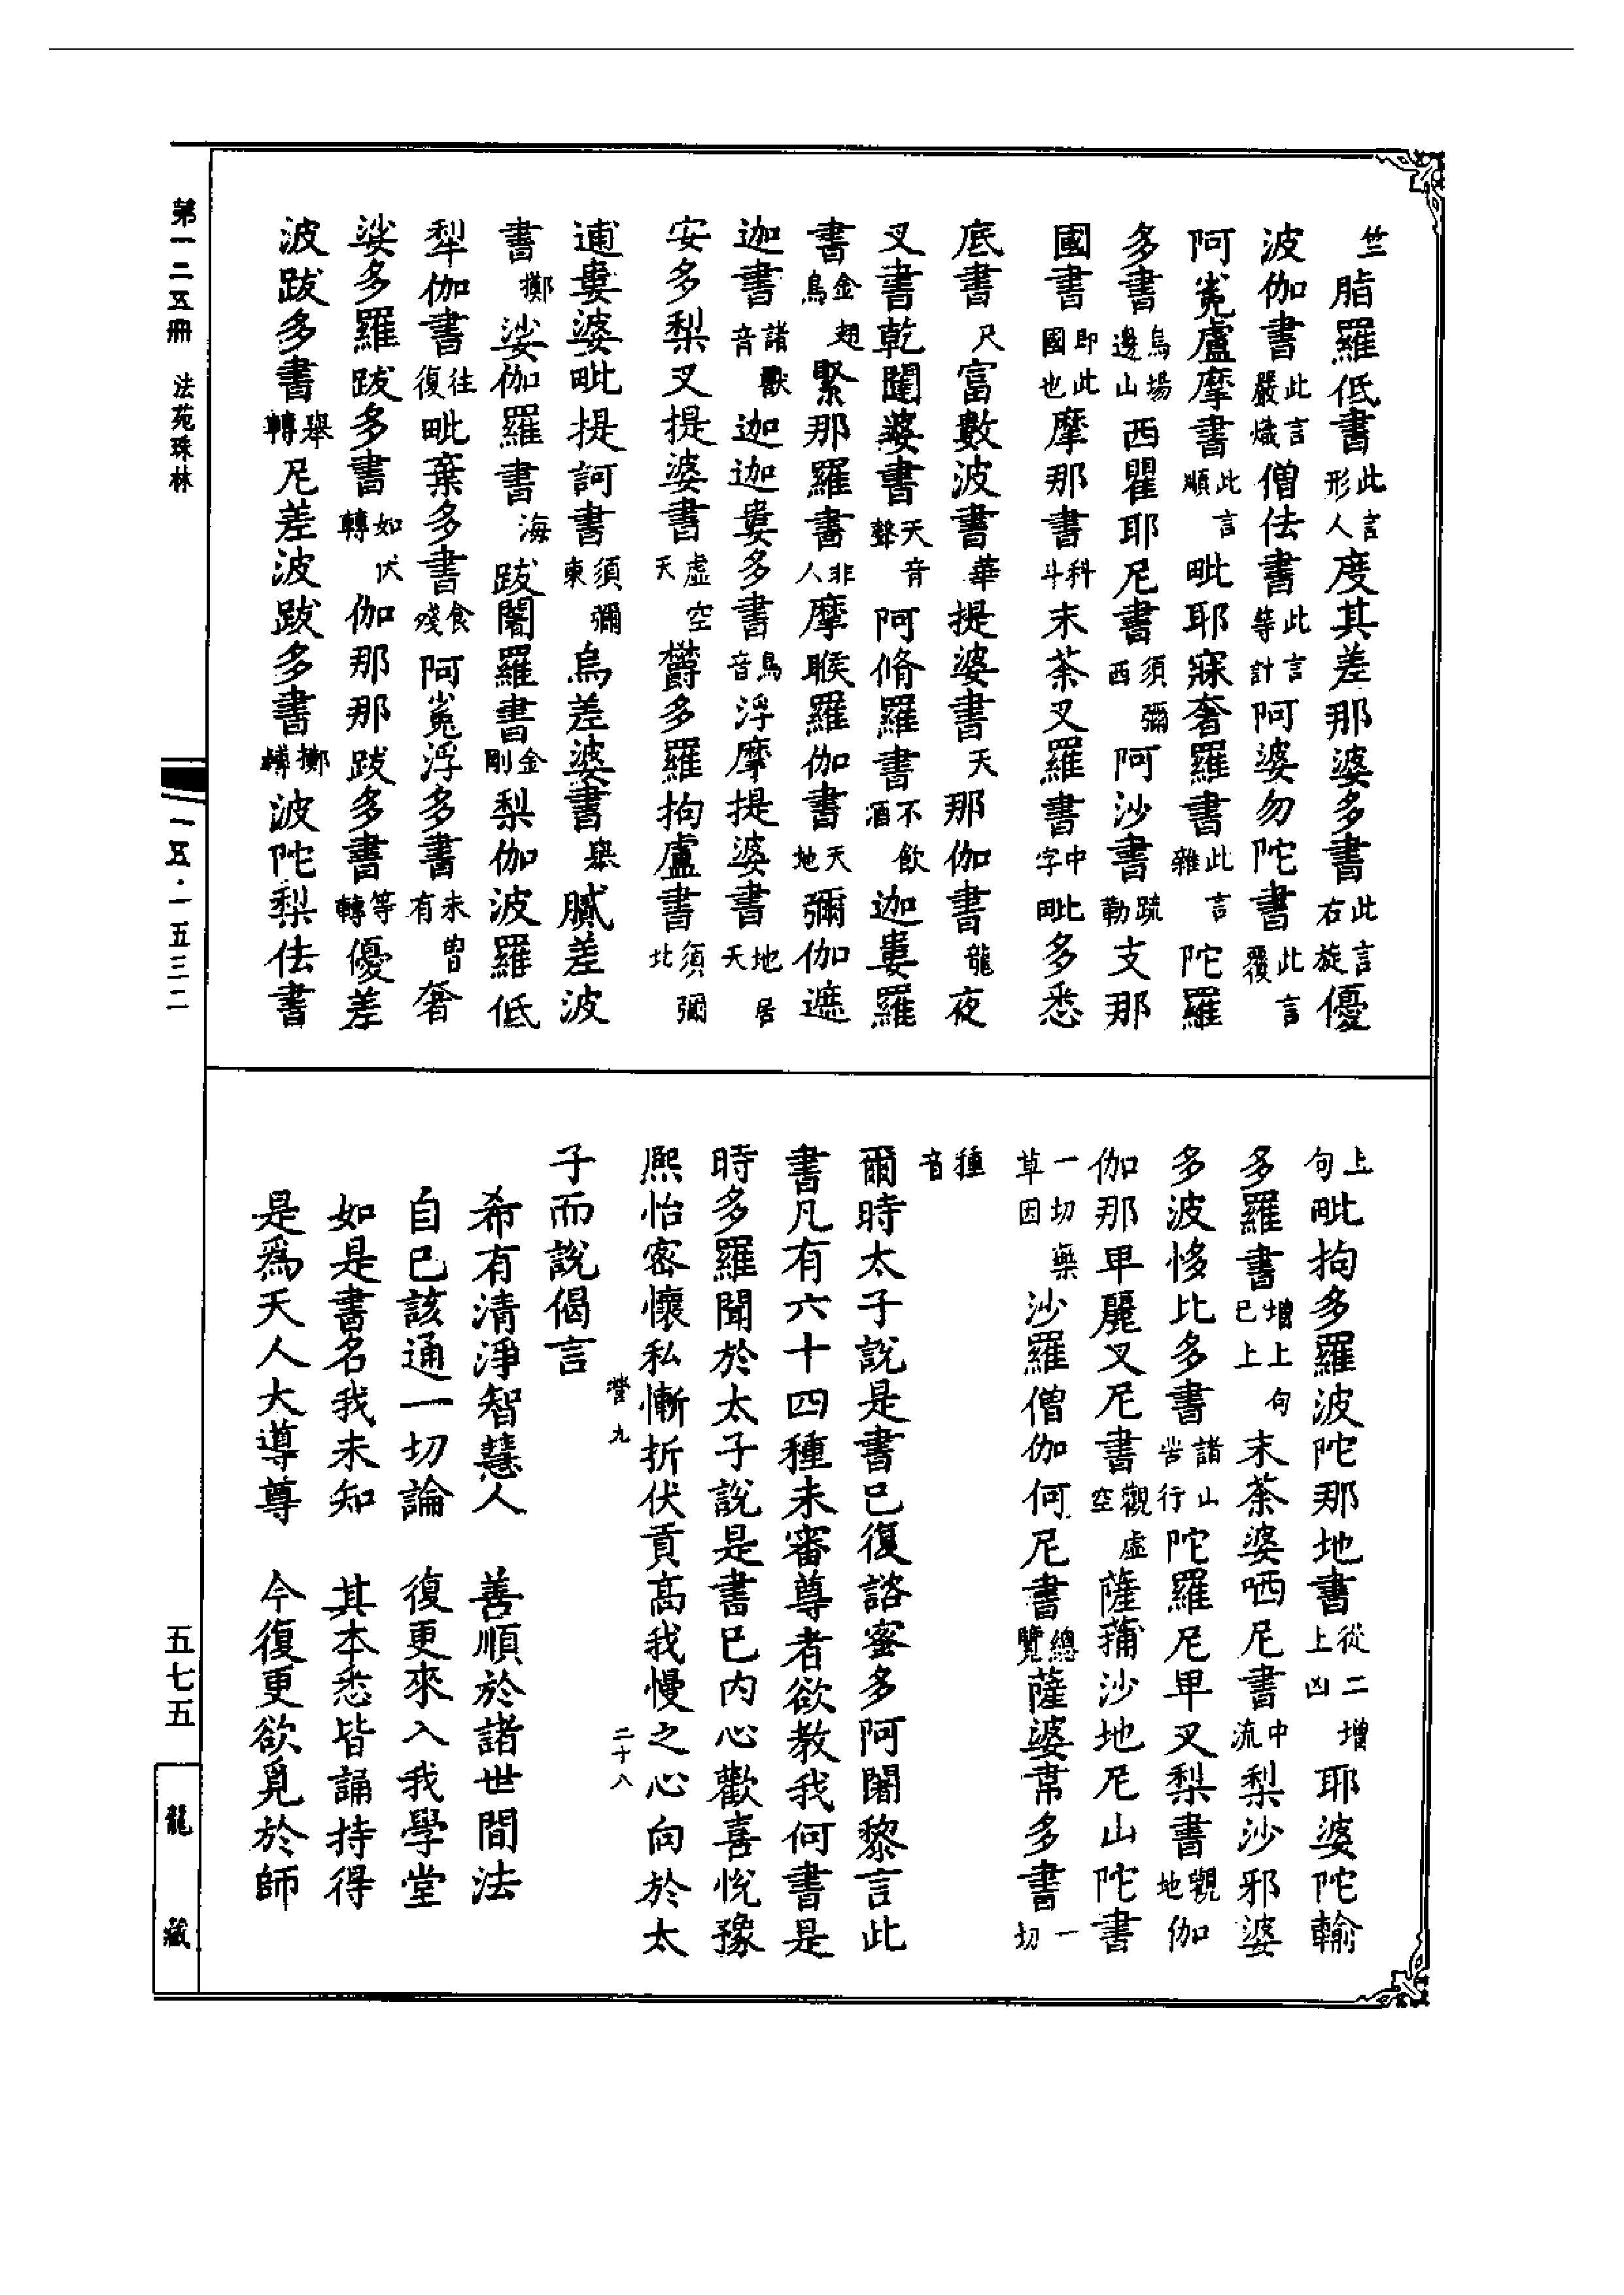 竺脂羅低書此言形人度其差那婆多書此言右旋優
波伽書此言嚴熾僧佉書此言等計阿婆勿陀書此言覆
阿㝹盧摩書此言順毗耶寐奢羅書此言雜陀羅
多書烏場邊山西瞿耶尼書須彌西阿沙書疏勒支那
國書即此國也摩那書科斗末荼叉羅書中字毗多悉
底書尺富數波書華提婆書天那伽書龍夜
叉書乾闥婆書天音聲阿脩羅書不飲酒迦婁羅
書金翅鳥緊那羅書非人摩睺羅伽書天地彌伽遮
迦書諸獸音迦迦婁多書鳥音浮摩提婆書地居天
安多梨叉提婆書虛空天欝多羅拘盧書須彌北
逋婁婆毗提訶書須彌東烏差婆書舉膩差波
書擲娑伽羅書海跋闍羅書金剛梨伽波羅低
犁伽書往復毗棄多書食殘阿㝹浮多書未曾有奢
娑多羅跋多書如伏轉伽那那跋多書等轉優差
波跋多書舉轉尼差波跋多書擲轉波陀梨佉書
上句毗拘多羅波陀那地書從二增上凶耶婆陀輸
多羅書增上句已上末荼婆哂尼書中流梨沙邪婆
多波恀比多書諸山苦行陀羅尼卑叉梨書觀地伽
伽那卑麗叉尼書觀虛空薩蒱沙地尼山陀書
一切藥草因沙羅僧伽何尼書總覽薩婆韋多書一切
種音
爾時太子說是書已復諮蜜多阿闍黎言此
書凡有六十四種未審尊者欲教我何書是
時多羅聞於太子說是書已內心歡喜悅豫
熈怡密懷私慚折伏貢高我慢之心向於太
營九 二十八
子而說偈言
希有清淨智慧人 善順於諸世間法
自已該通一切論 復更來入我學堂
如是書名我未知 其本悉皆誦持得
是為天人大導尊 今復更欲覓於師
第一二五冊 法苑珠林
一五·一五三二
五七五
龍藏